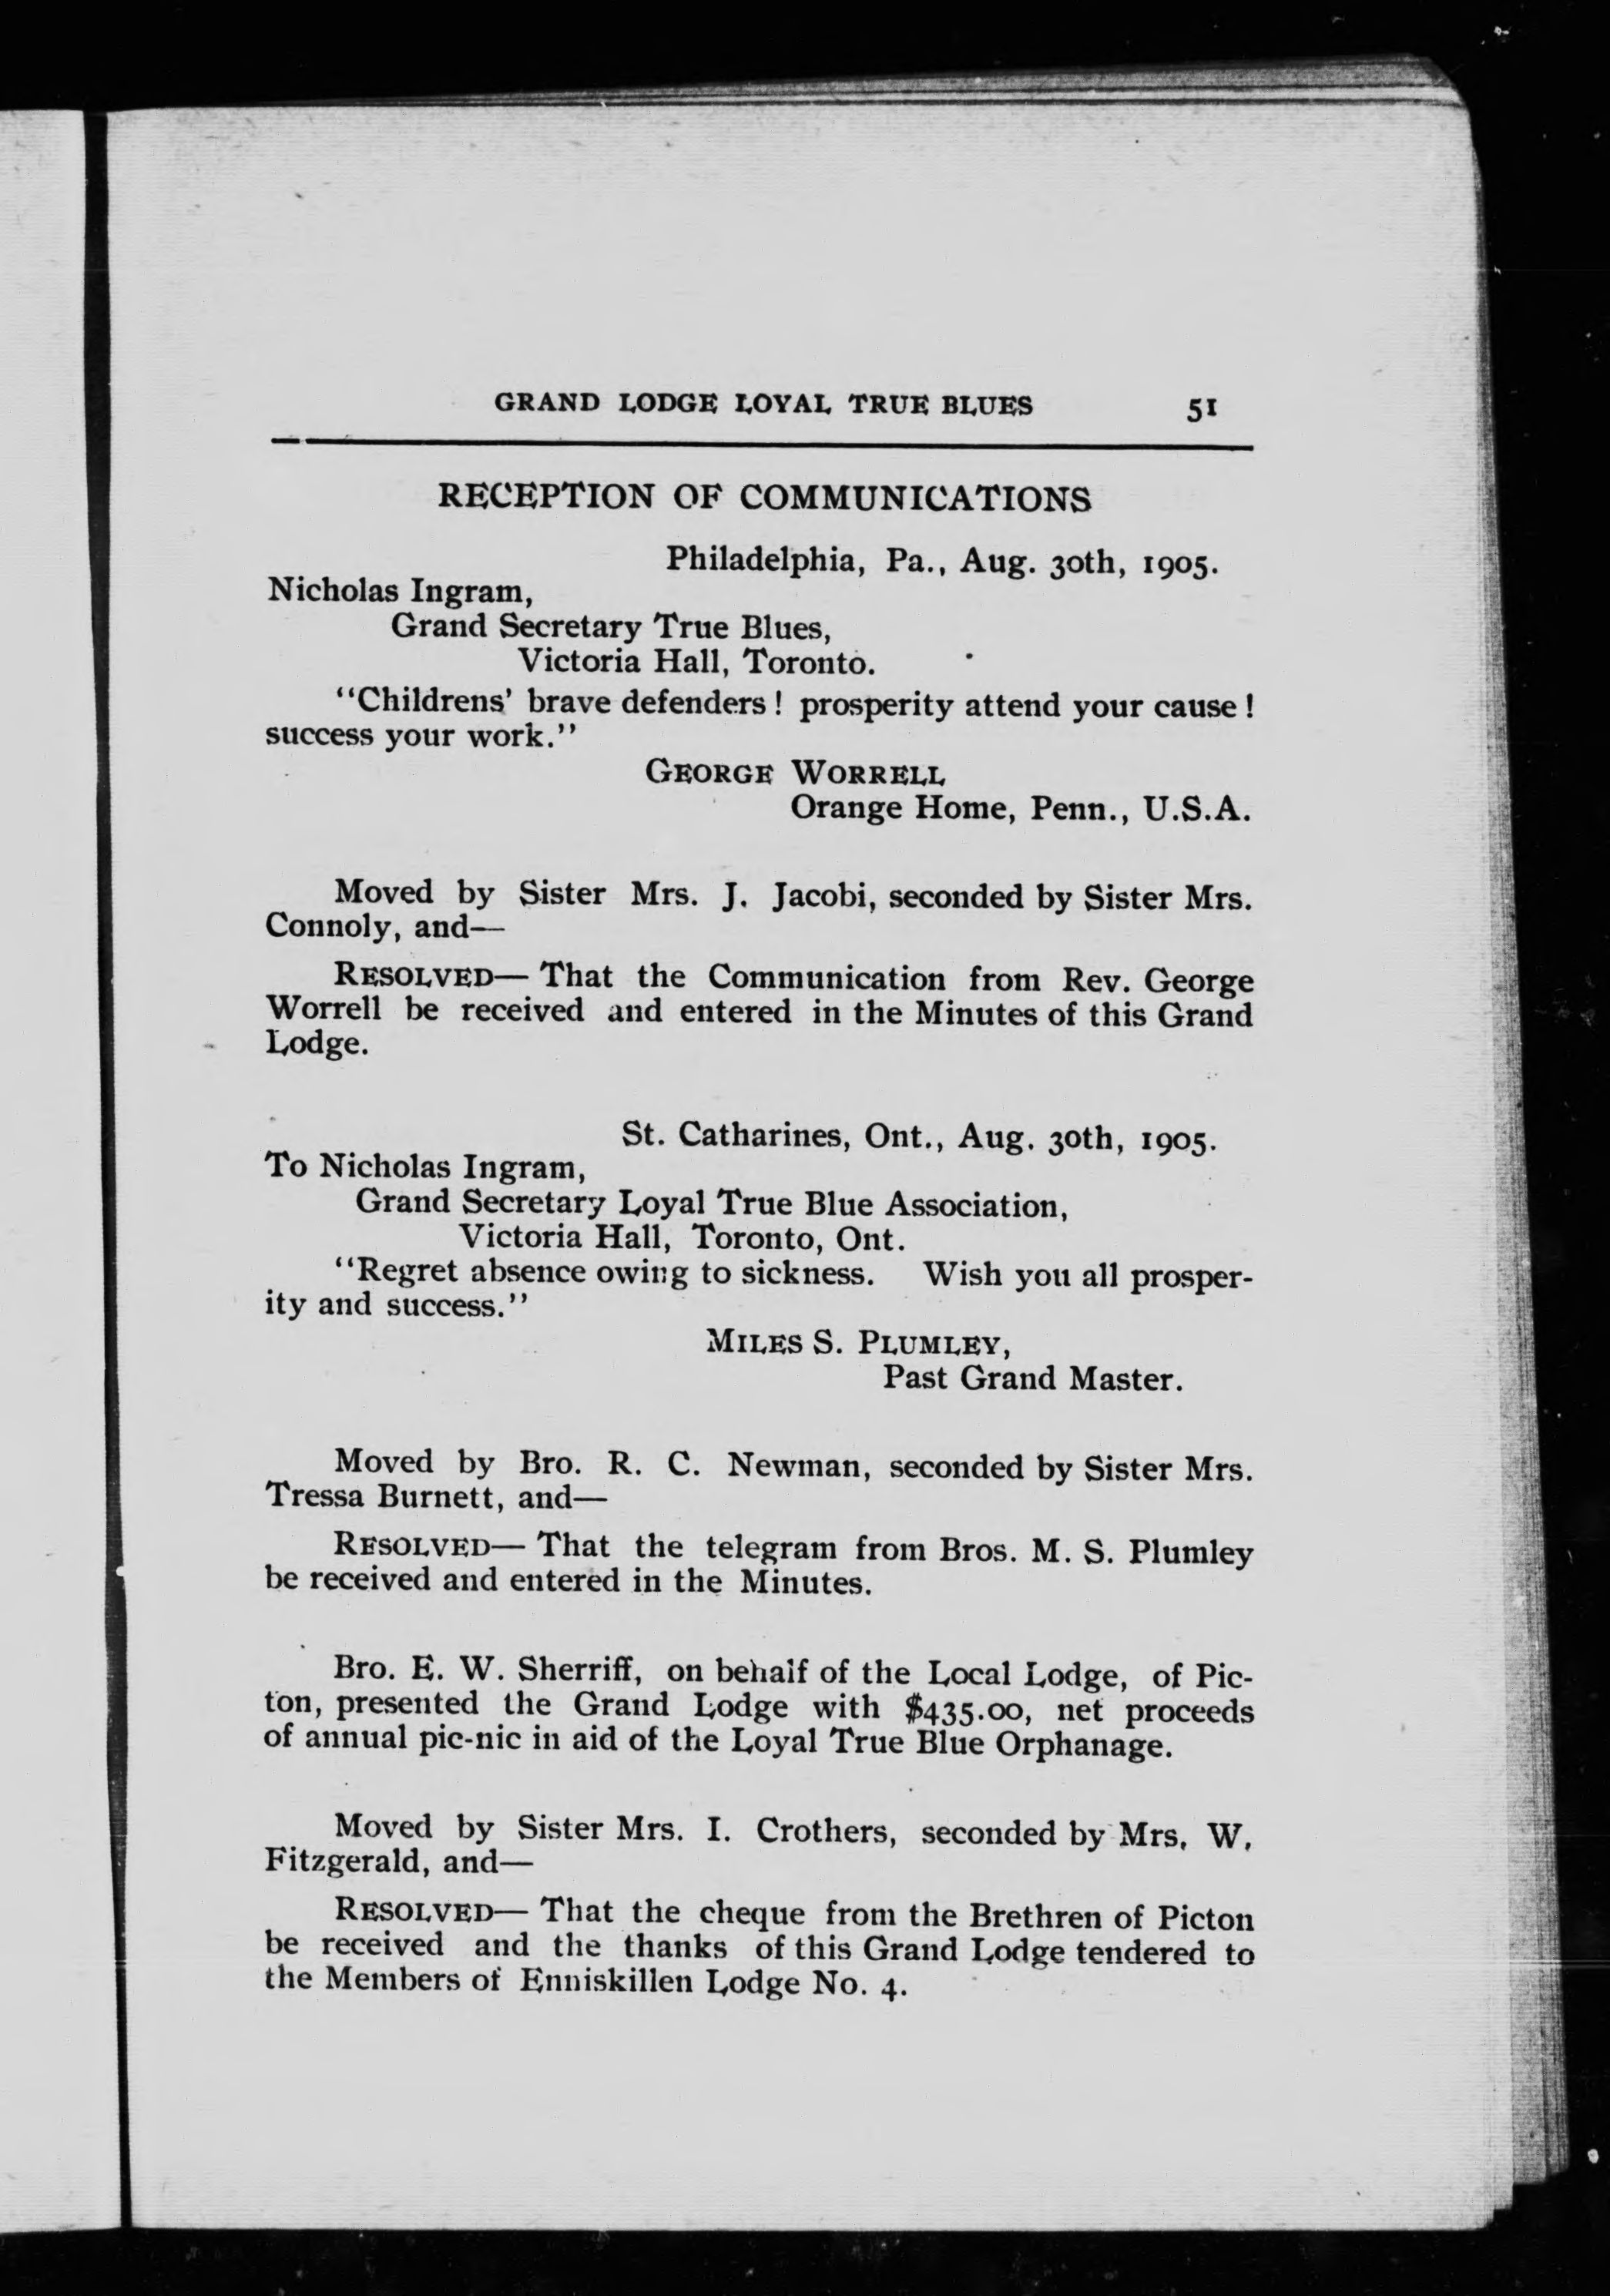 GRAND LODGE LOYAL TRUE BLUES 51
RECEPTION OF COMMUNICATIONS
Philadelphia, Pa., Aug. 30th, 1905.
Nicholas Ingram,
Grand Secretary True Blues,
Victoria Hall, Toronto.
"Childrens' brave defenders! prosperity attend your cause!
success your work."
GEORGE WORRELL
Orange Home, Penn., U.S.A.
Moved by Sister Mrs. J. Jacobi, seconded by Sister Mrs.
Connoly, and—
RESOLVED— That the Communication from Rev. George
Worrell be received and entered in the Minutes of this Grand
Lodge.
St. Catharines, Ont., Aug. 30th, 1905.
To Nicholas Ingram,
Grand Secretary Loyal True Blue Association,
Victoria Hall, Toronto, Ont.
"Regret absence owing to sickness. Wish you all prosper-
ity and success."
MILES S. PLUMLEY,
Past Grand Master.
Moved by Bro. R. C. Newman, seconded by Sister Mrs.
Tressa Burnett, and—
RESOLVED— That the telegram from Bros. M. S. Plumley
be received and entered in the Minutes.
Bro. E. W. Sherriff, on behalf of the Local Lodge, of Pic-
ton, presented the Grand Lodge with $435.00, net proceeds
of annual pic-nic in aid of the Loyal True Blue Orphanage.
Moved by Sister Mrs. I. Crothers, seconded by Mrs. W.
Fitzgerald, and—
RESOLVED— That the cheque from the Brethren of Picton
be received and the thanks of this Grand Lodge tendered to
the Members of Enniskillen Lodge No. 4.